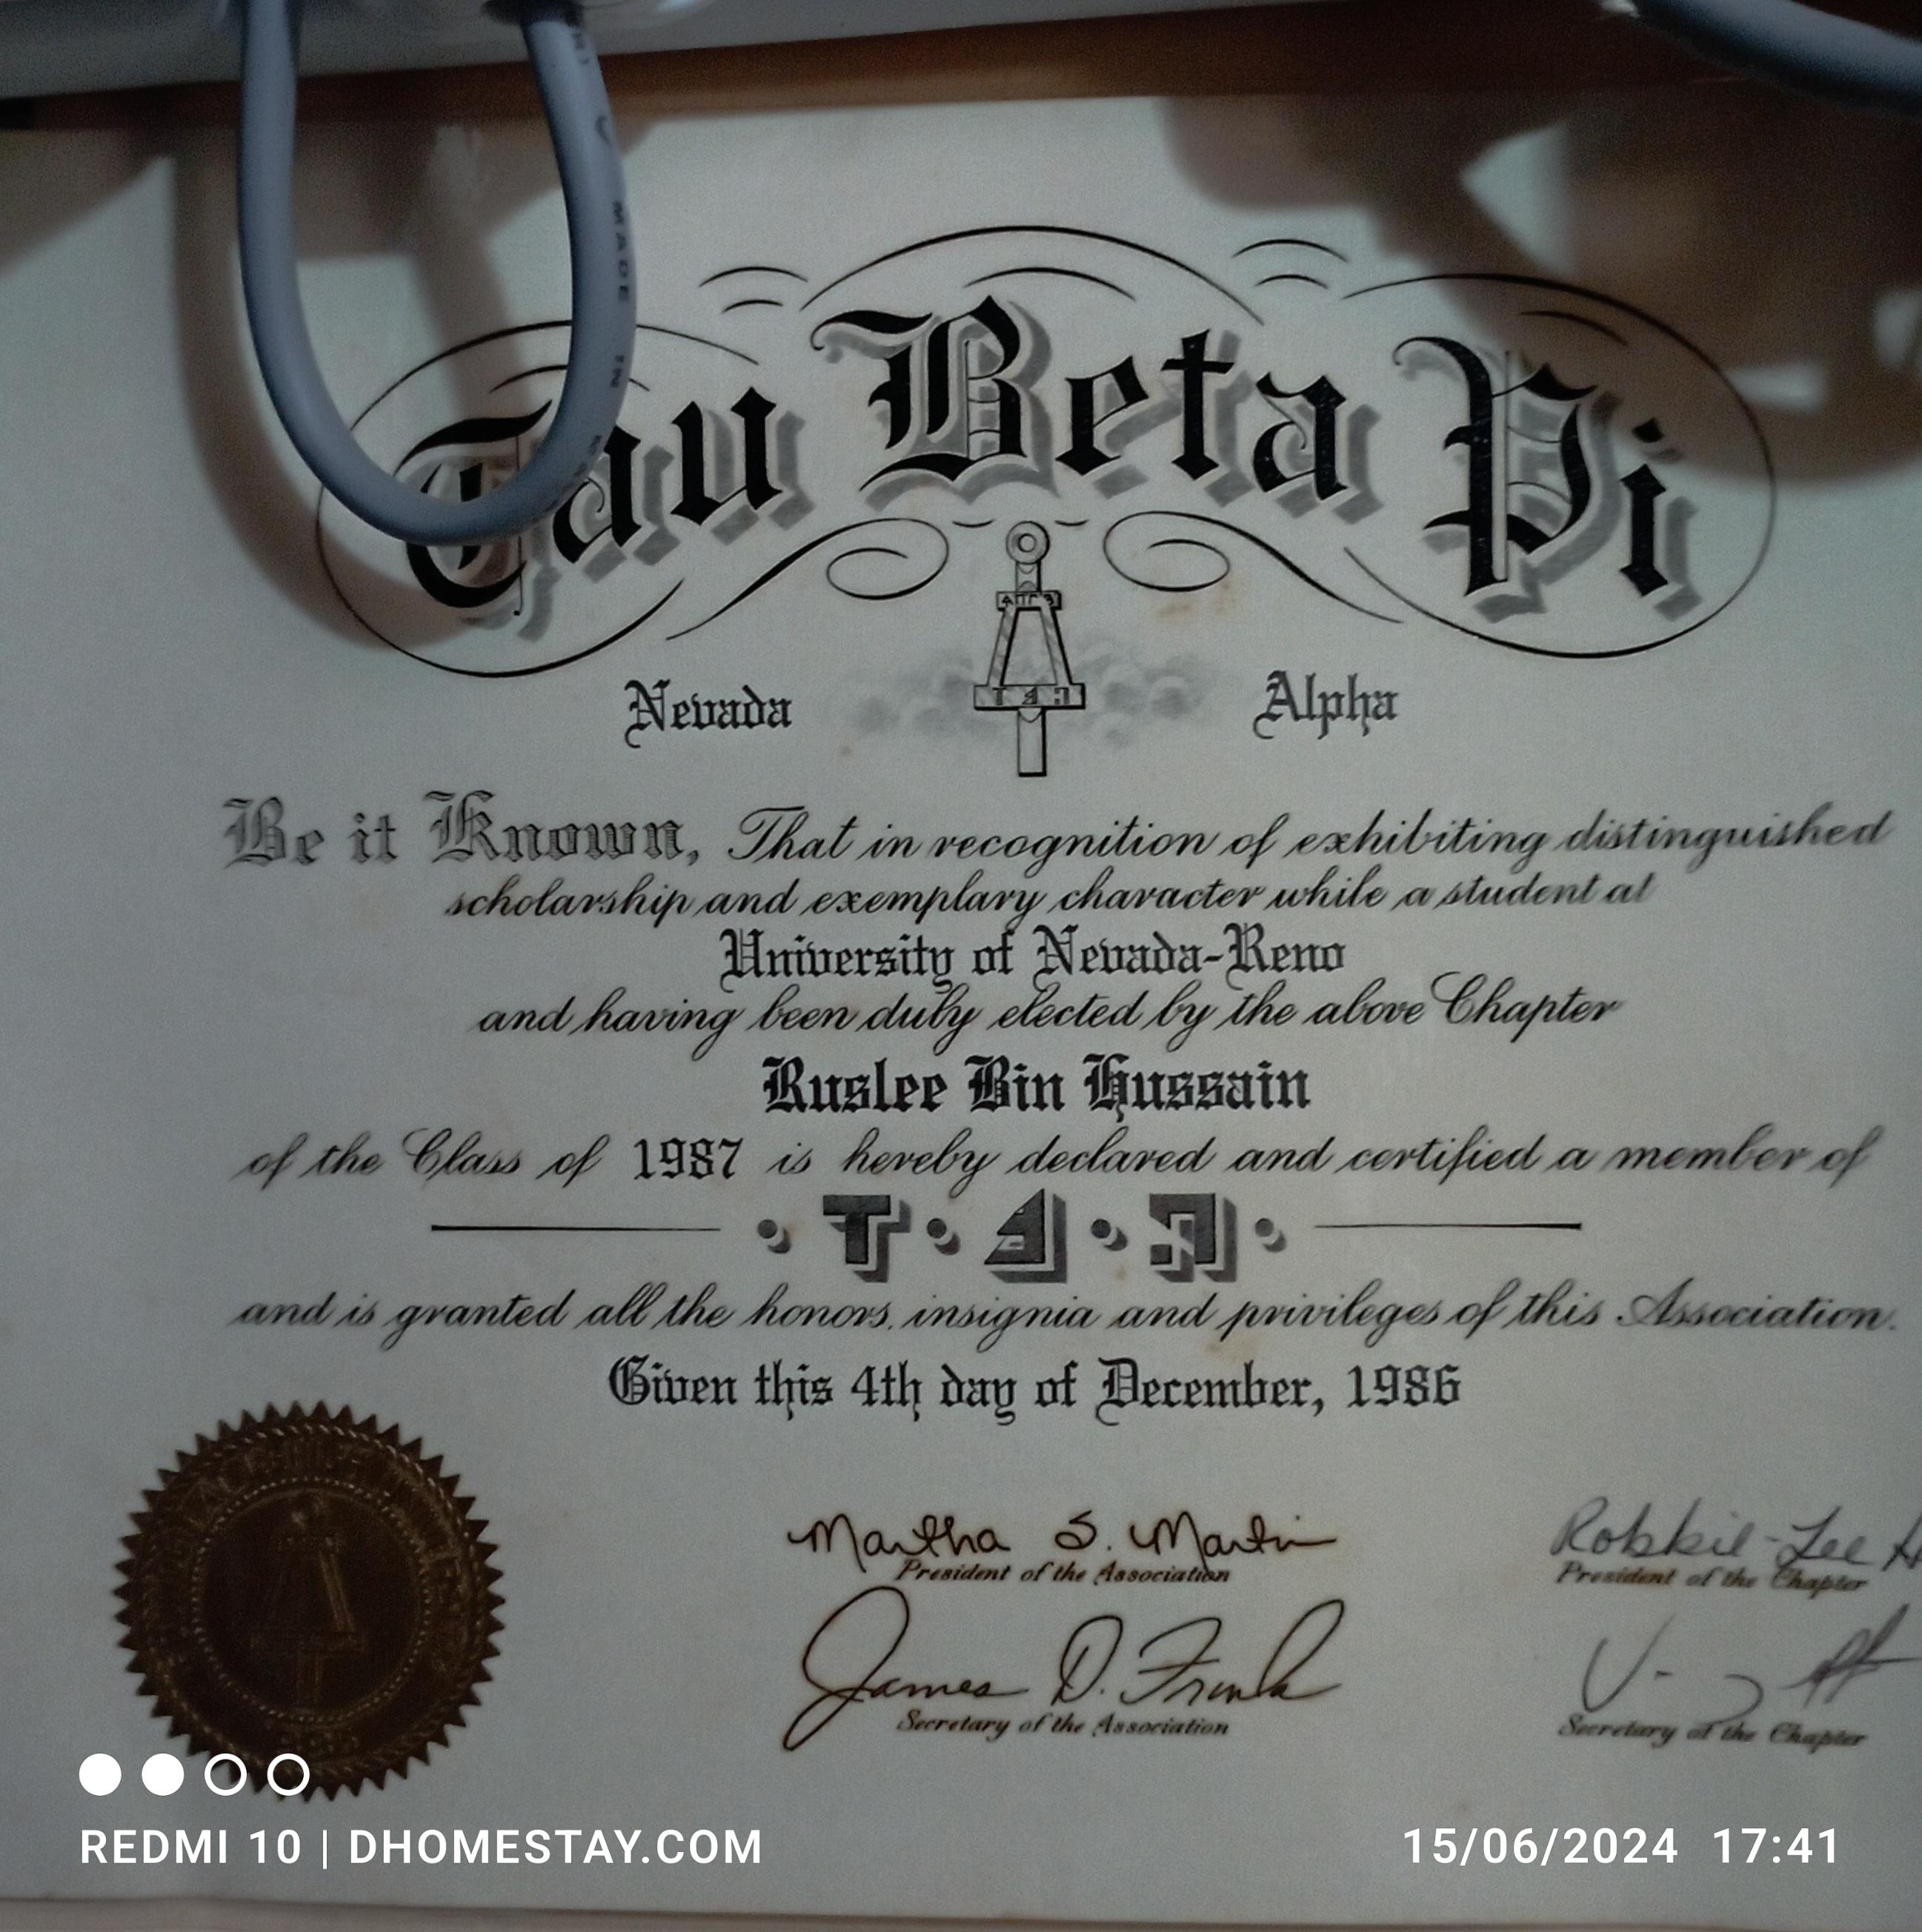 MADE IN
Tau Beta Pi
Nevada Alpha
Be it Known, That in recognition of exhibiting distinguished
scholarship and exemplary character while a student at
University of Nevada-Reno
and having been duly elected by the above Chapter
Ruslee Bin Hussain
of the Class of 1987 is hereby declared and certified a member of
and is granted all the honors, insignia and privileges of this Association.
Given this 4th day of December, 1986
Martha S. Martin
President of the Association
James D. Froula
Secretary of the Association
Robbie-Lee
President of the Chapter
Secretary of the Chapter
REDMI 10 | DHOMESTAY.COM
15/06/2024 17:41